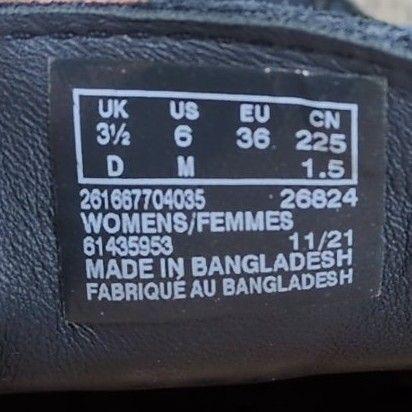 UK US EU CN
3½ 6 36 225
D M 1.5
261667704035 26824
WOMENS/FEMMES
61435953 11/21
MADE IN BANGLADESH
FABRIQUÉ AU BANGLADESH